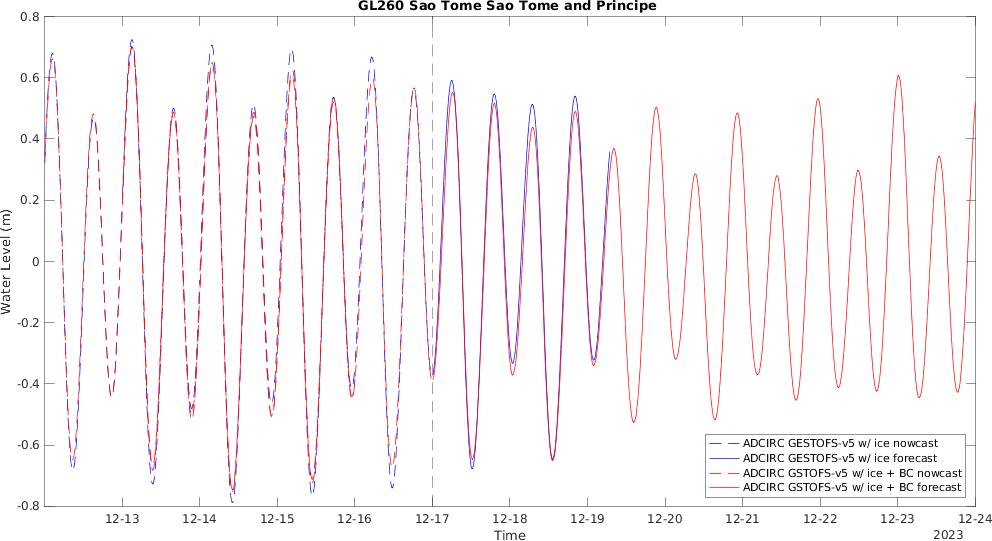 GL260 Sao Tome Sao Tome and Principe
Water Level (m)
0.8
0.6
0.4
0.2
0
-0.2
-0.4
-0.6
-0.8
ADCIRC GESTOFS-v5 w/ ice nowcast
ADCIRC GESTOFS-v5 w/ ice forecast
ADCIRC GSTOFS-v5 w/ ice + BC nowcast
ADCIRC GSTOFS-v5 w/ ice + BC forecast
12-13 12-14 12-15 12-16 12-17 12-18 12-19 12-20 12-21 12-22 12-23 12-24
Time
2023